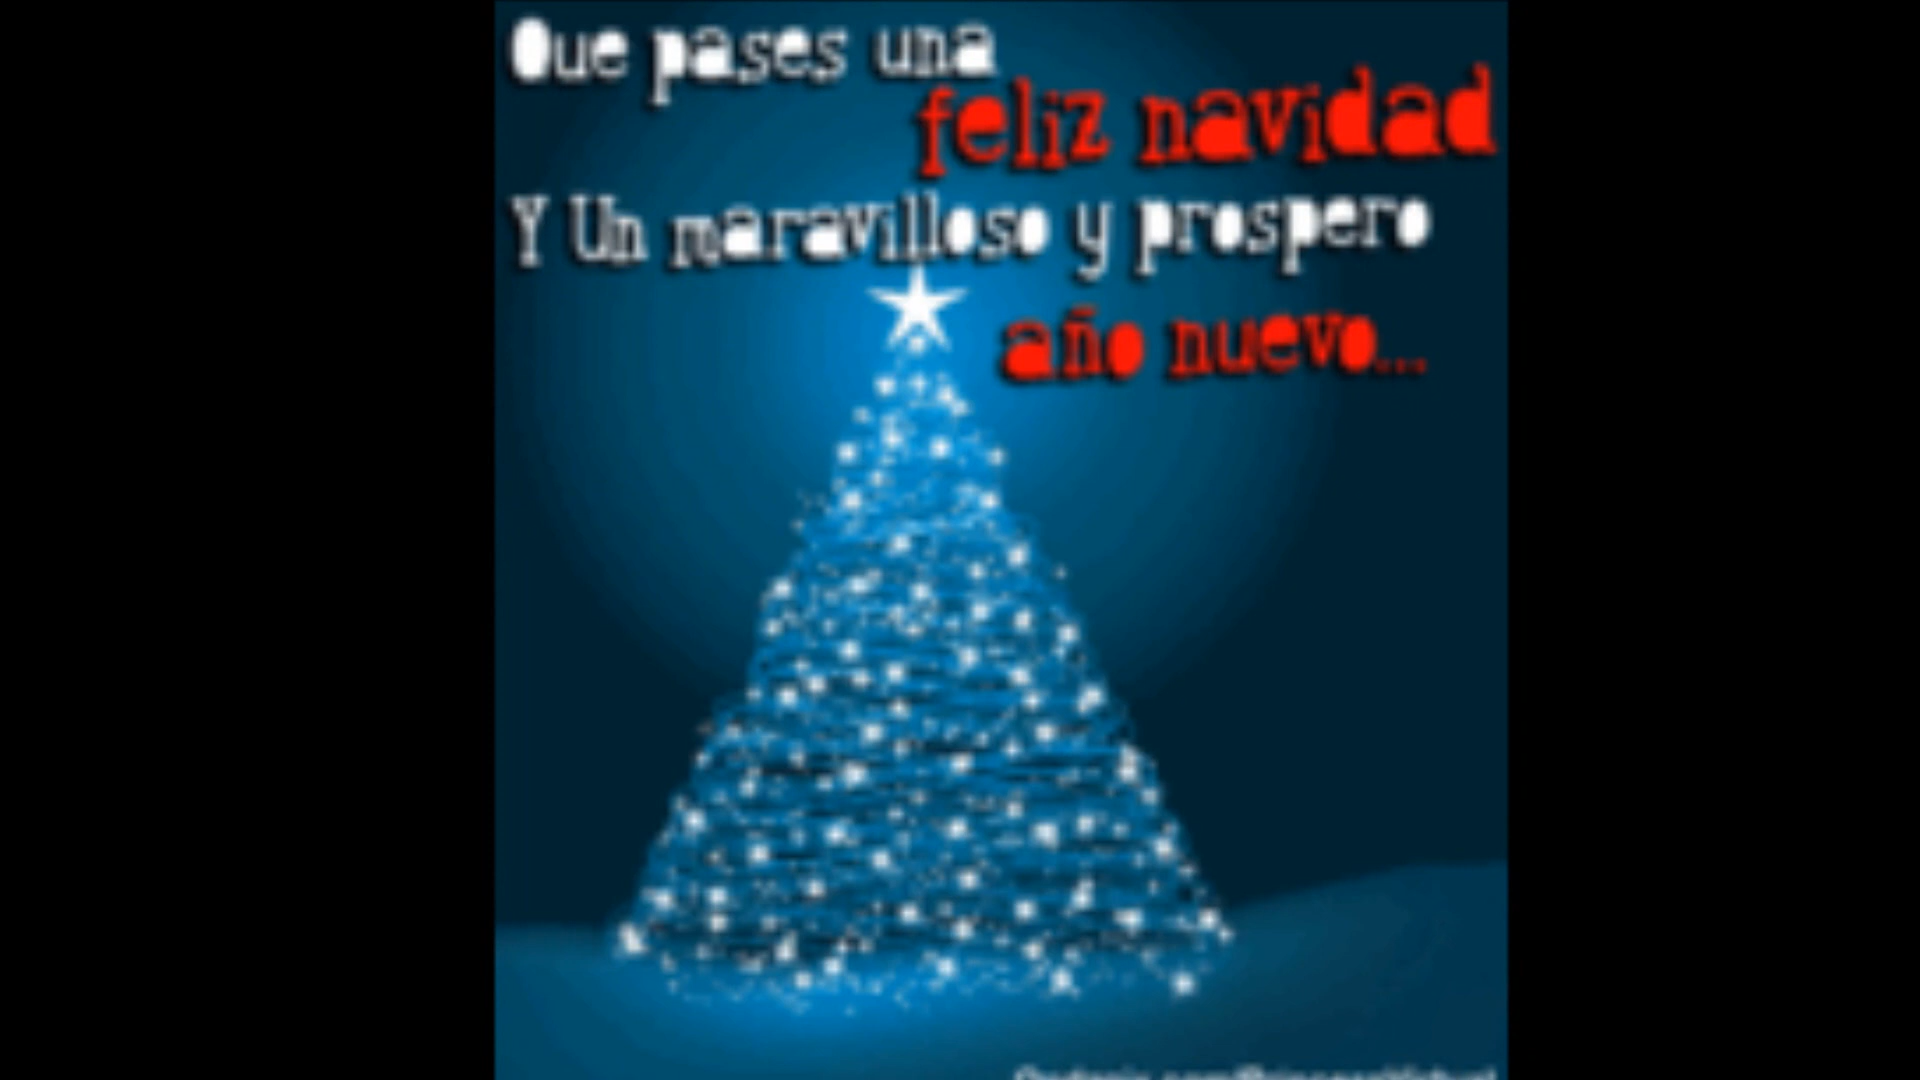 Que pases una
feliz navidad
Y Un maravilloso y prospero
año nuevo...